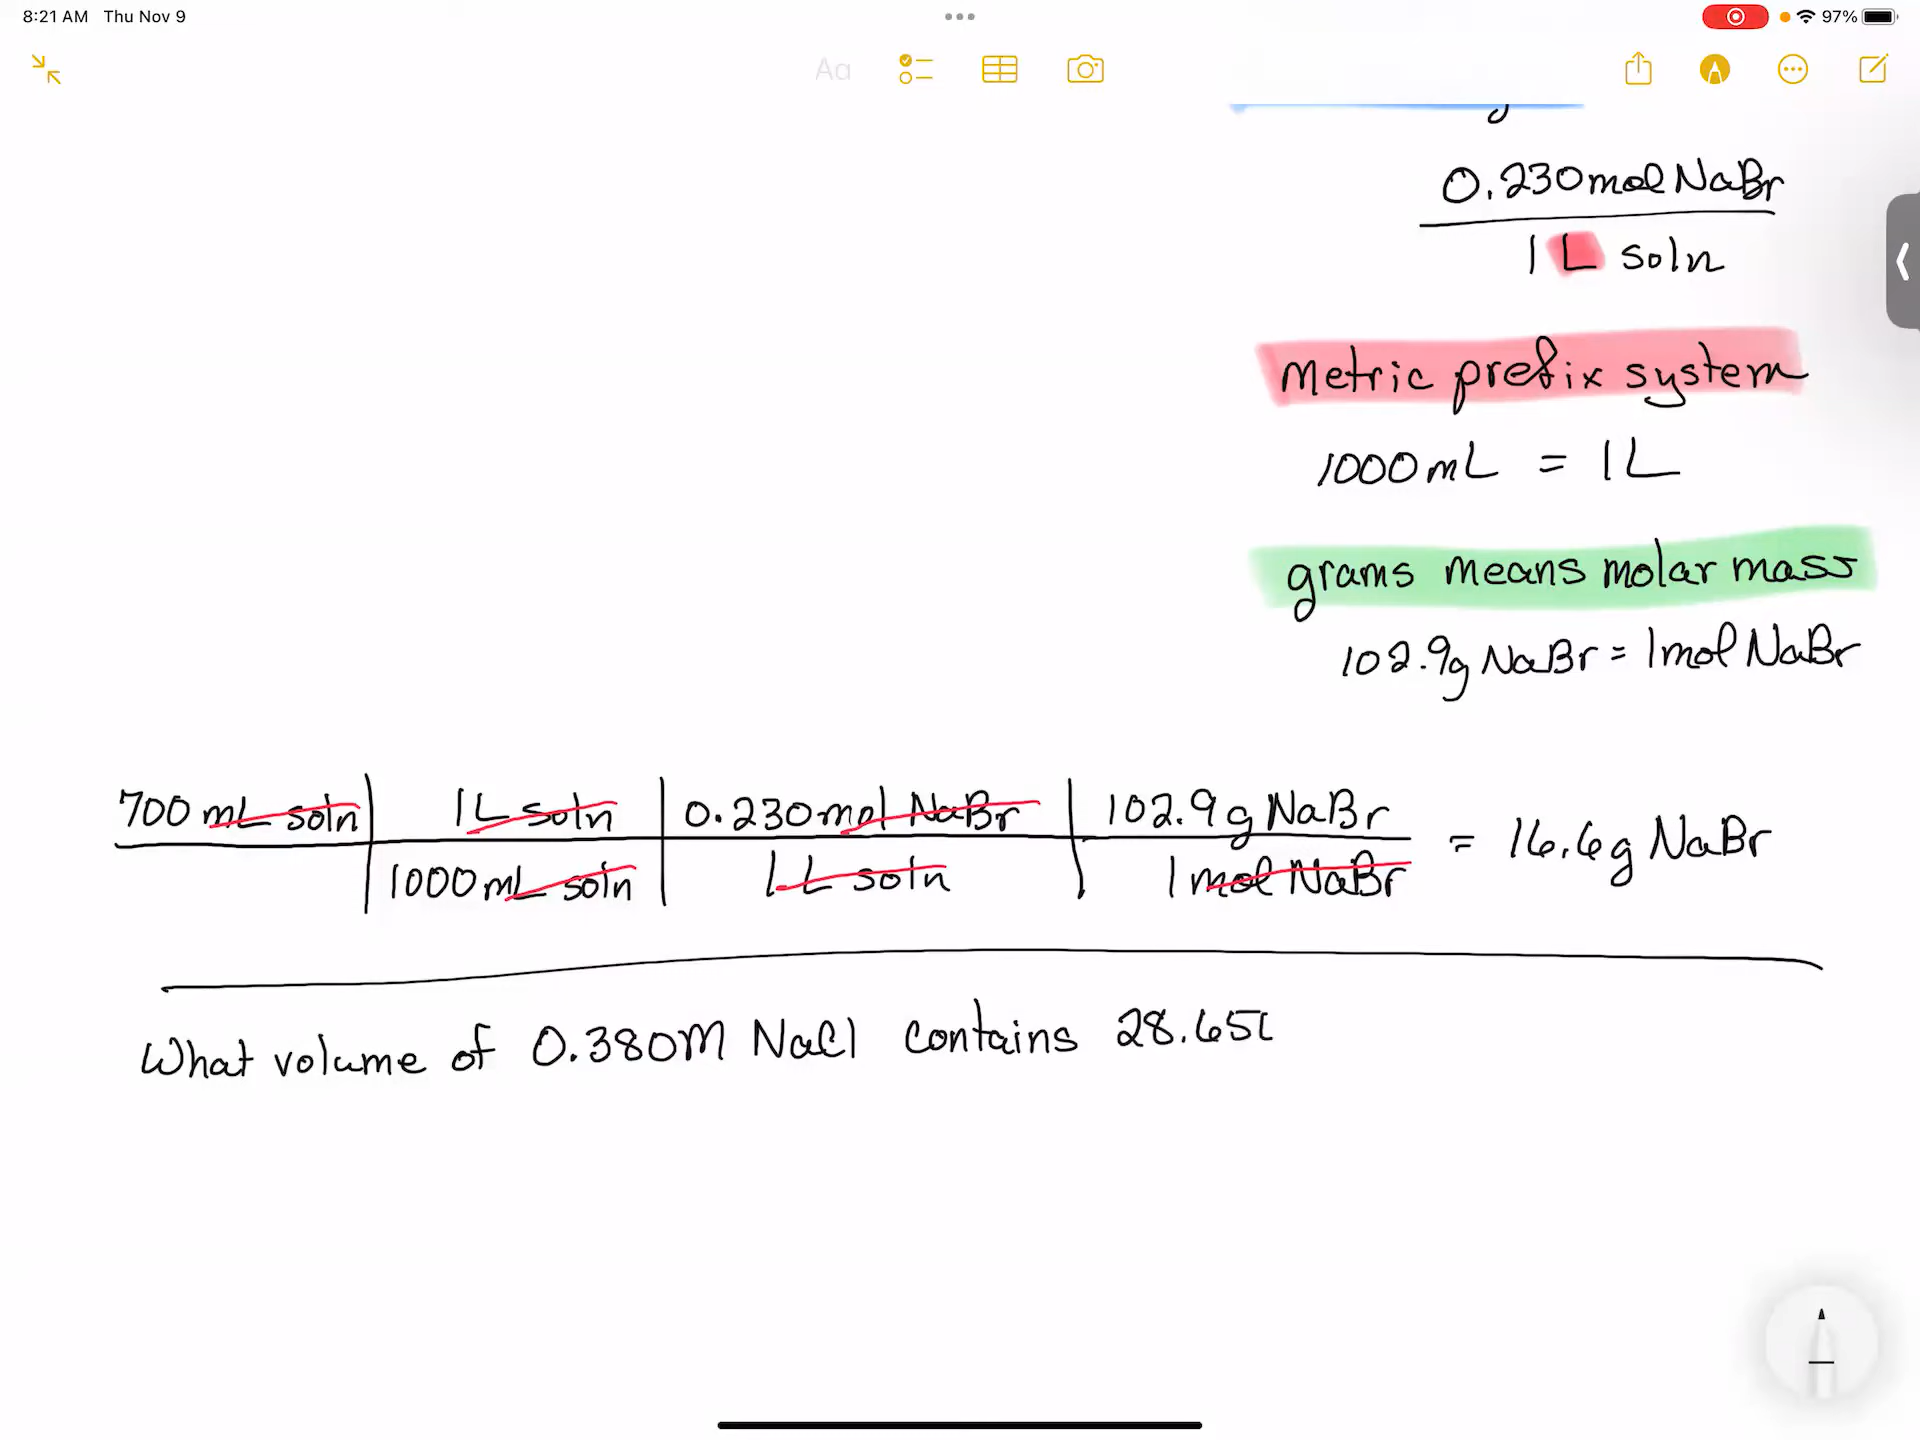 8:21 AM Thu Nov 9
97%
Aa
0.230mol NaBr
1 L soln
metric prefix system
1000mL = 1L
grams means molar mass
102.9g NaBr = 1mol NaBr
700 mL soln | 1L soln | 0.230mol NaBr | 102.9g NaBr = 16.6g NaBr
1000mL soln | 1 L soln | 1mol NaBr
What volume of 0.380M NaCl contains 28.65